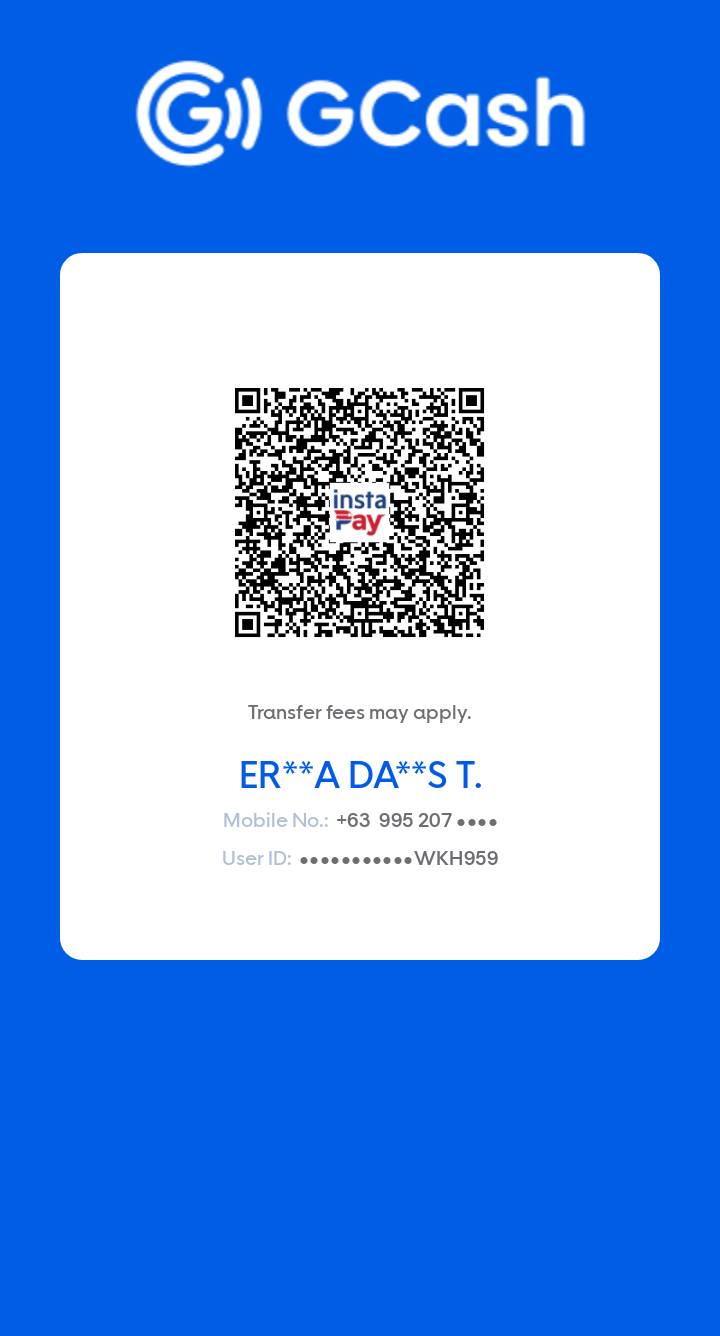 GCash
insta
Pay
Transfer fees may apply.
ER**A DA**S T.
Mobile No.: +63 995 207 ••••
User ID: •••••••••••WKH959